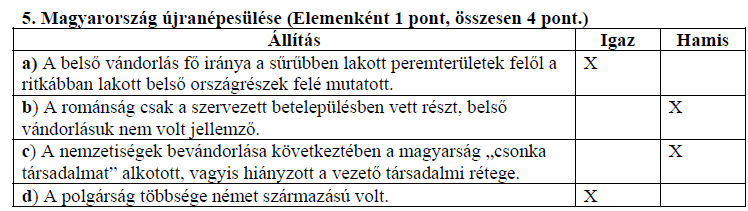 5. Magyarország újranépesülése (Elemenként 1 pont, összesen 4 pont.)
Állítás Igaz Hamis
a) A belső vándorlás fő iránya a sűrűbben lakott peremterületek felől a X
ritkábban lakott belső országrészek felé mutatott.
b) A románság csak a szervezett betelepülésben vett részt, belső X
vándorlásuk nem volt jellemző.
c) A nemzetiségek bevándorlása következtében a magyarság „csonka X
társadalmat” alkotott, vagyis hiányzott a vezető társadalmi rétege.
d) A polgárság többsége német származású volt. X